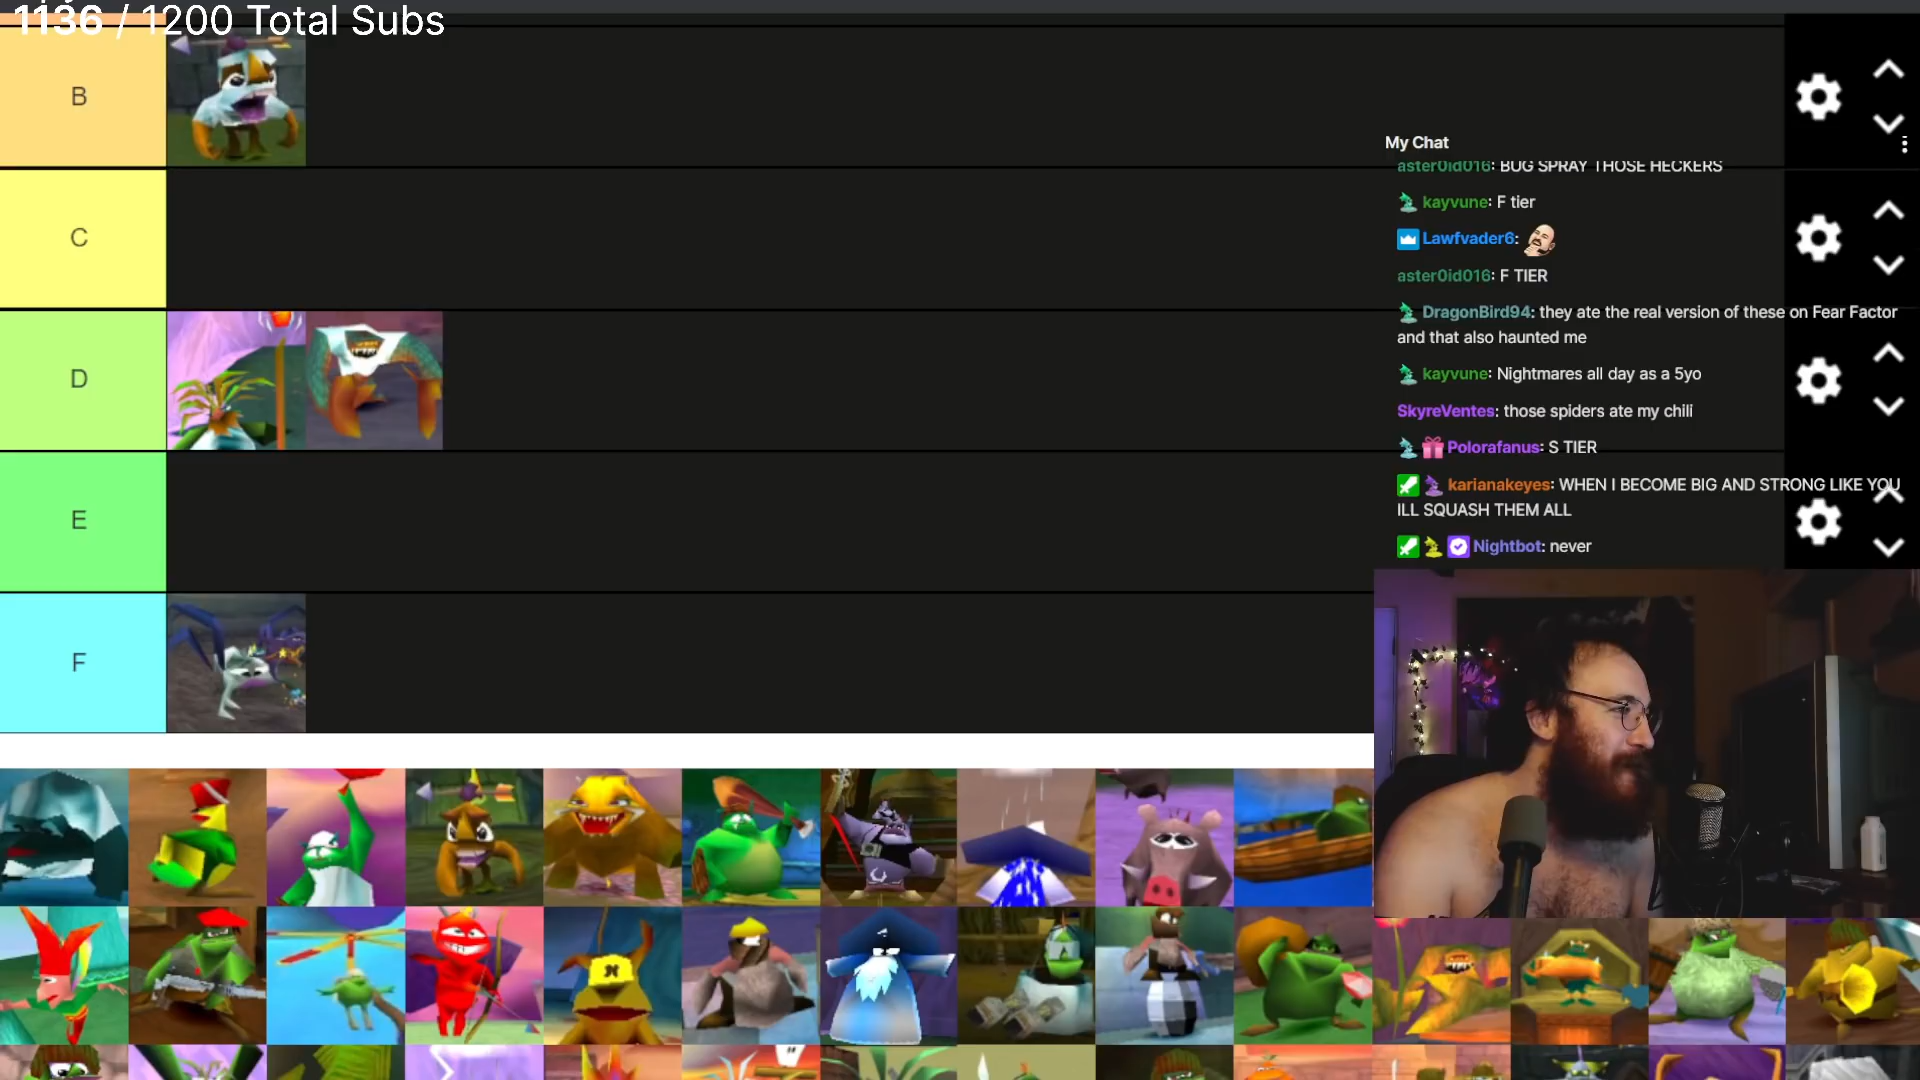 1136 / 1200 Total Subs
B
C
D
E
F
My Chat
aster0id016: BUG SPRAY THOSE HECKERS
kayvune: F tier
Lawfvader6:
aster0id016: F TIER
DragonBird94: they ate the real version of these on Fear Factor
and that also haunted me
kayvune: Nightmares all day as a 5yo
SkyreVentes: those spiders ate my chili
Polorafanus: S TIER
karianakeyes: WHEN I BECOME BIG AND STRONG LIKE YOU
ILL SQUASH THEM ALL
Nightbot: never